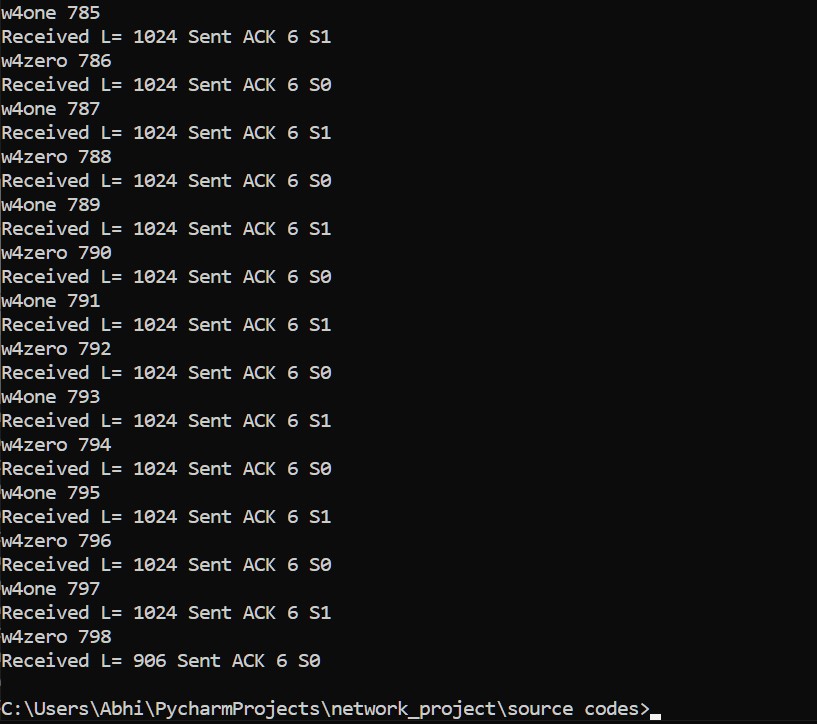 w4one 785
Received L= 1024 Sent ACK 6 S1
w4zero 786
Received L= 1024 Sent ACK 6 S0
w4one 787
Received L= 1024 Sent ACK 6 S1
w4zero 788
Received L= 1024 Sent ACK 6 S0
w4one 789
Received L= 1024 Sent ACK 6 S1
w4zero 790
Received L= 1024 Sent ACK 6 S0
w4one 791
Received L= 1024 Sent ACK 6 S1
w4zero 792
Received L= 1024 Sent ACK 6 S0
w4one 793
Received L= 1024 Sent ACK 6 S1
w4zero 794
Received L= 1024 Sent ACK 6 S0
w4one 795
Received L= 1024 Sent ACK 6 S1
w4zero 796
Received L= 1024 Sent ACK 6 S0
w4one 797
Received L= 1024 Sent ACK 6 S1
w4zero 798
Received L= 906 Sent ACK 6 S0
C:\Users\Abhi\PycharmProjects\network_project\source codes>